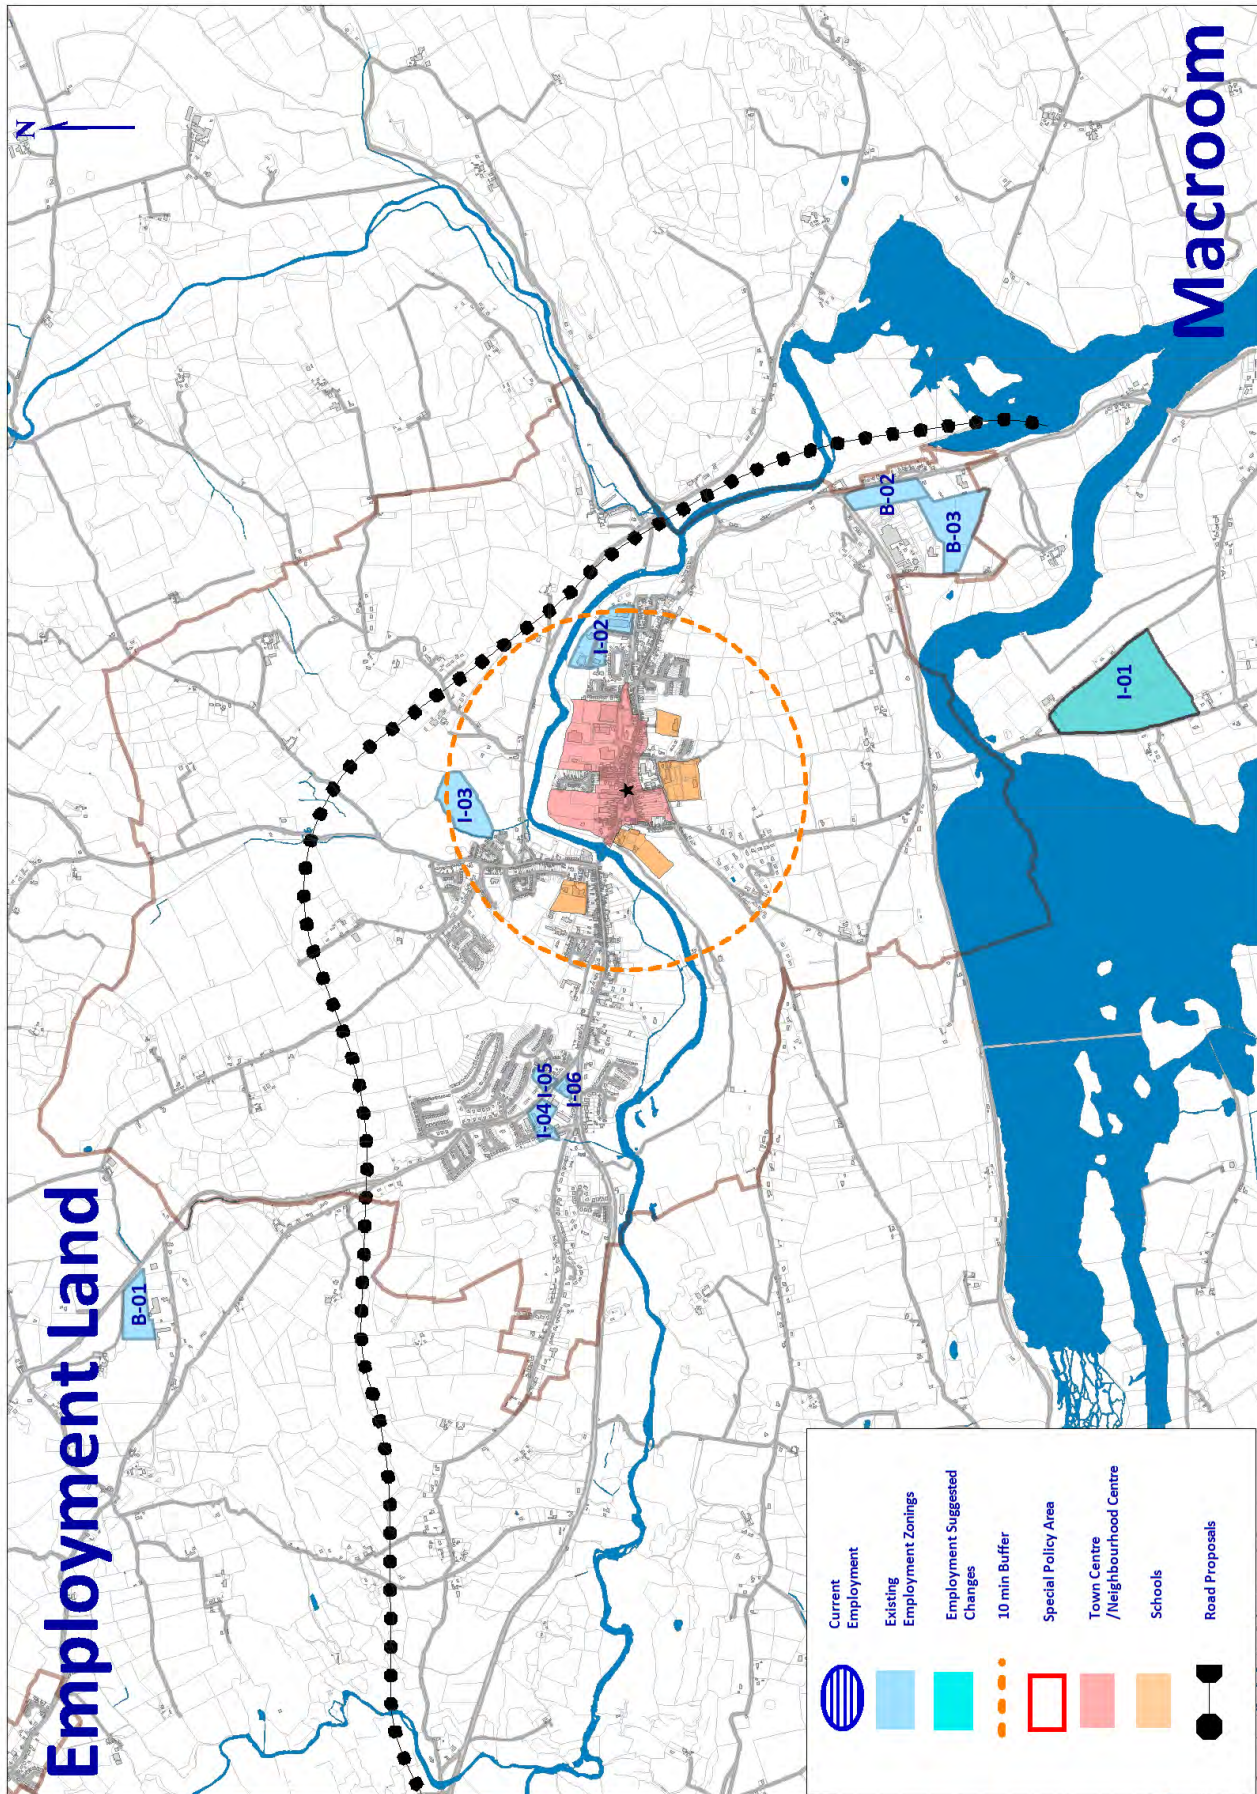 Employment Land
Macroom
N
B-01
I-03
I-02
I-04
I-05
I-06
B-02
B-03
I-01
Current
Employment
Existing
Employment Zonings
Employment Suggested
Changes
10 min Buffer
Special Policy Area
Town Centre
/Neighbourhood Centre
Schools
Road Proposals